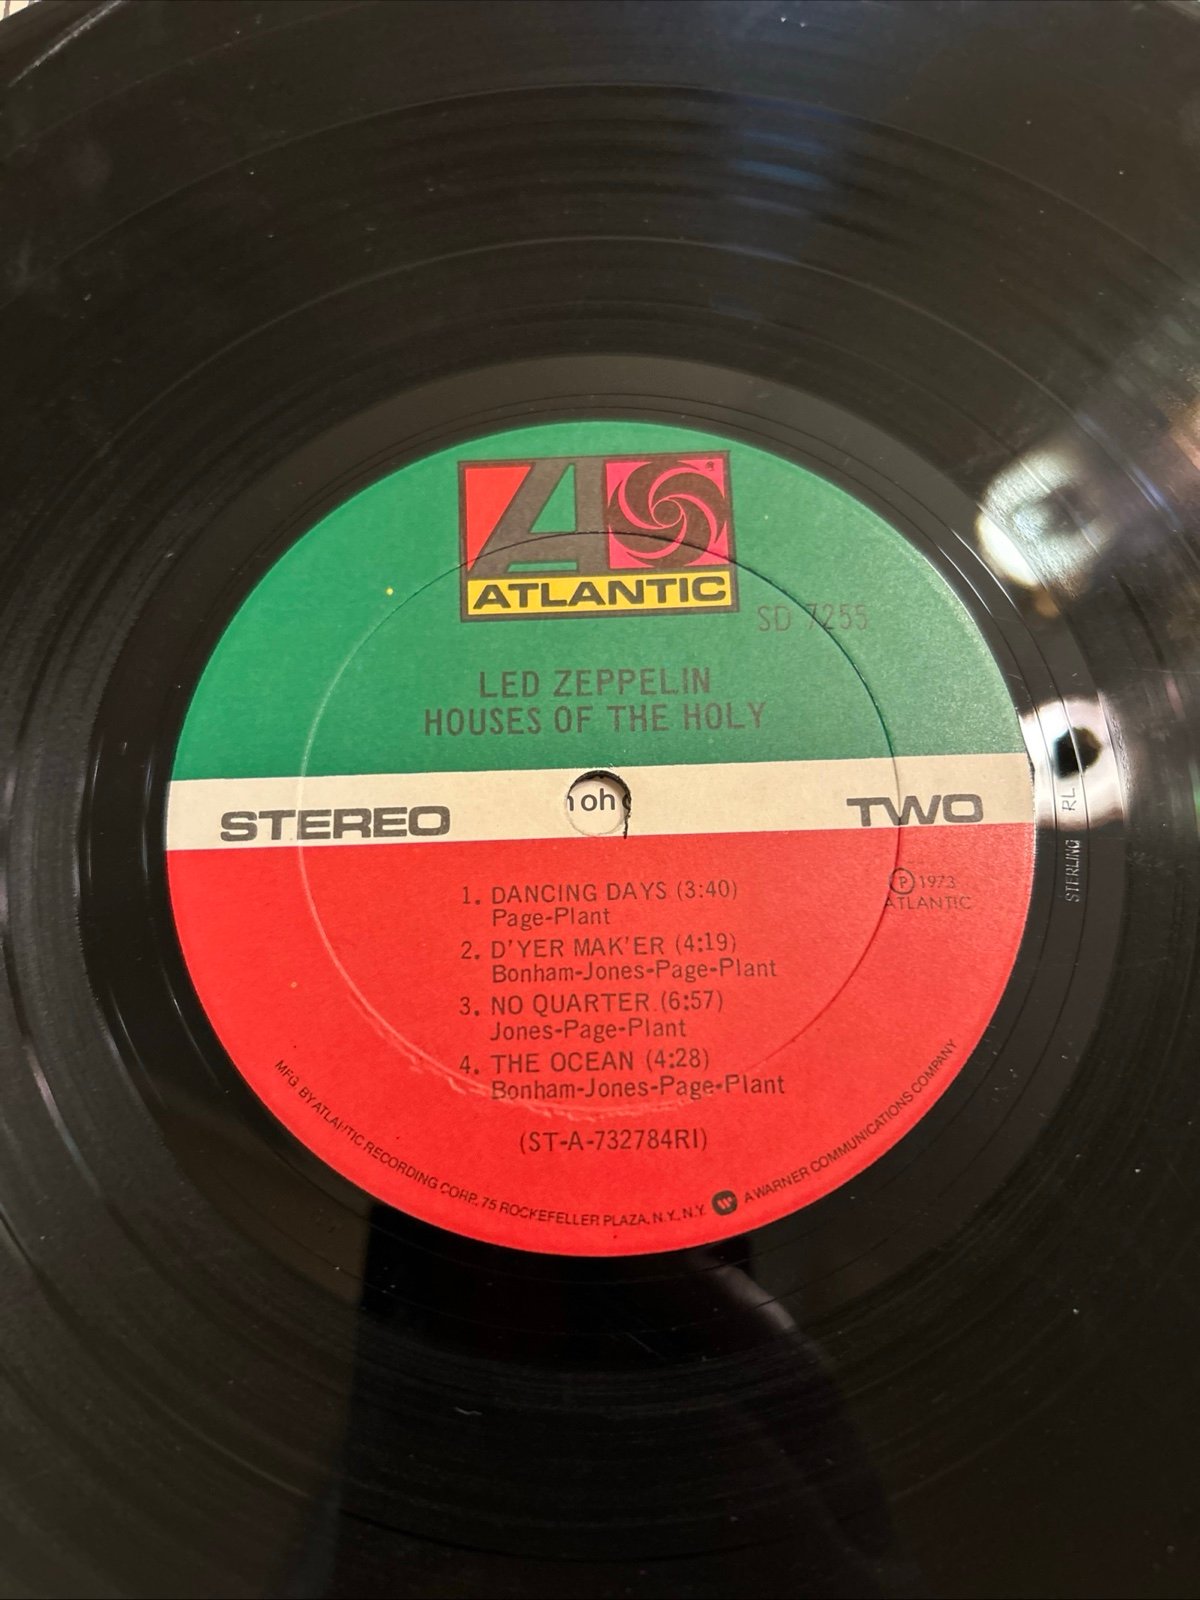 ATLANTIC
SD 7255
LED ZEPPELIN
HOUSES OF THE HOLY
STEREO
oh
TWO
℗ 1973
ATLANTIC
STERLING RL
1. DANCING DAYS (3:40)
Page-Plant
2. D'YER MAK'ER (4:19)
Bonham-Jones-Page-Plant
3. NO QUARTER (6:57)
Jones-Page-Plant
4. THE OCEAN (4:28)
Bonham-Jones-Page-Plant
(ST-A-732784RI)
MFG. BY ATLANTIC RECORDING CORP. 75 ROCKEFELLER PLAZA, N.Y., N.Y. A WARNER COMMUNICATIONS COMPANY